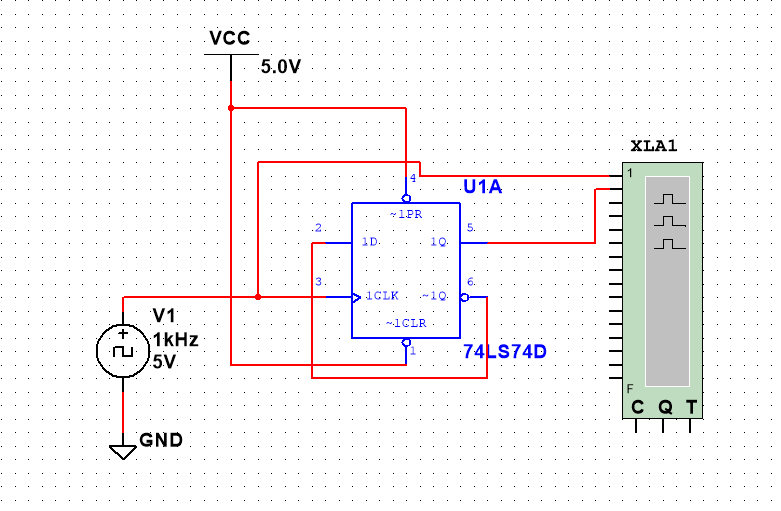 VCC
5.0V
XLA1
1
4
U1A
~1PR
2
1D
1Q
5
3
1CLK
~1Q
6
V1
1kHz
5V
~1CLR
1
74LS74D
F
C Q T
GND